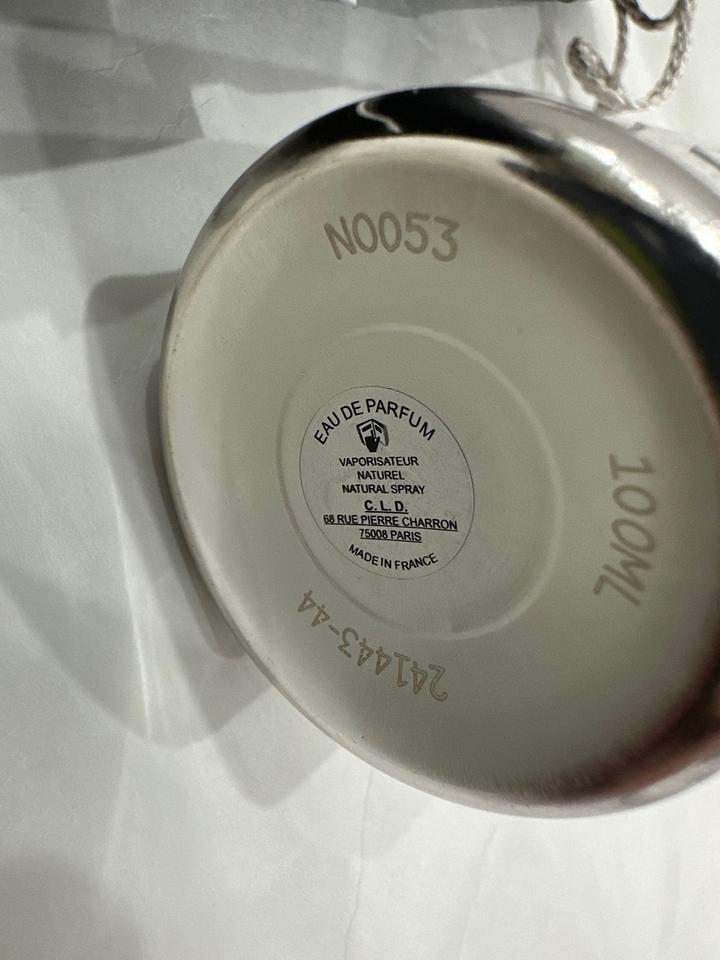 N0053
EAU DE PARFUM
VAPORISATEUR
NATUREL
NATURAL SPRAY
C. L. D.
68 RUE PIERRE CHARRON
75008 PARIS
MADE IN FRANCE
100ML
241443-44